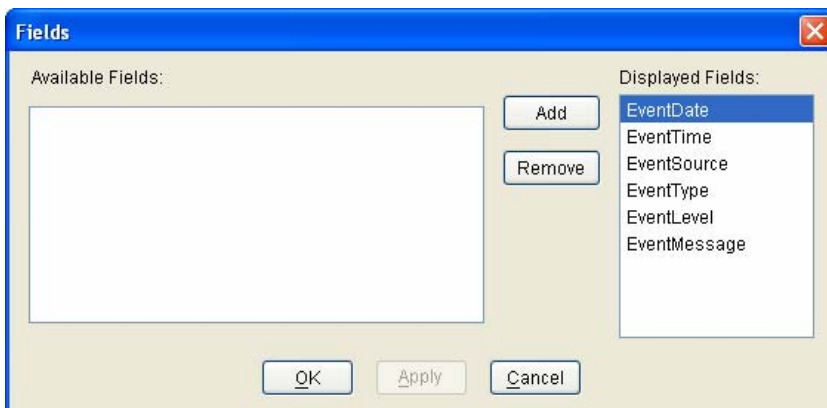 Fields
Available Fields:
Add
Remove
Displayed Fields:
EventDate
EventTime
EventSource
EventType
EventLevel
EventMessage
OK
Apply
Cancel